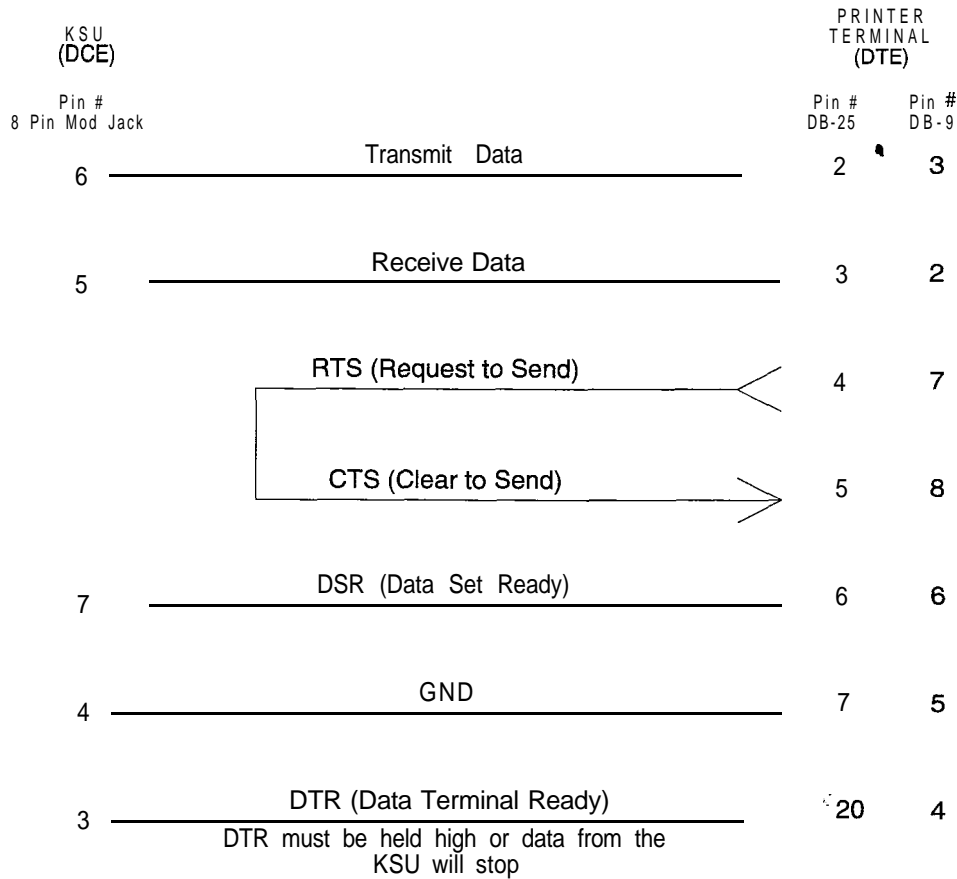 KSU
(DCE)
PRINTER
TERMINAL
(DTE)
Pin #
8 Pin Mod Jack
Pin #
DB-25
Pin #
DB-9
6 Transmit Data 2 3
5 Receive Data 3 2
RTS (Request to Send) 4 7
CTS (Clear to Send) 5 8
7 DSR (Data Set Ready) 6 6
4 GND 7 5
3 DTR (Data Terminal Ready) 20 4
DTR must be held high or data from the
KSU will stop